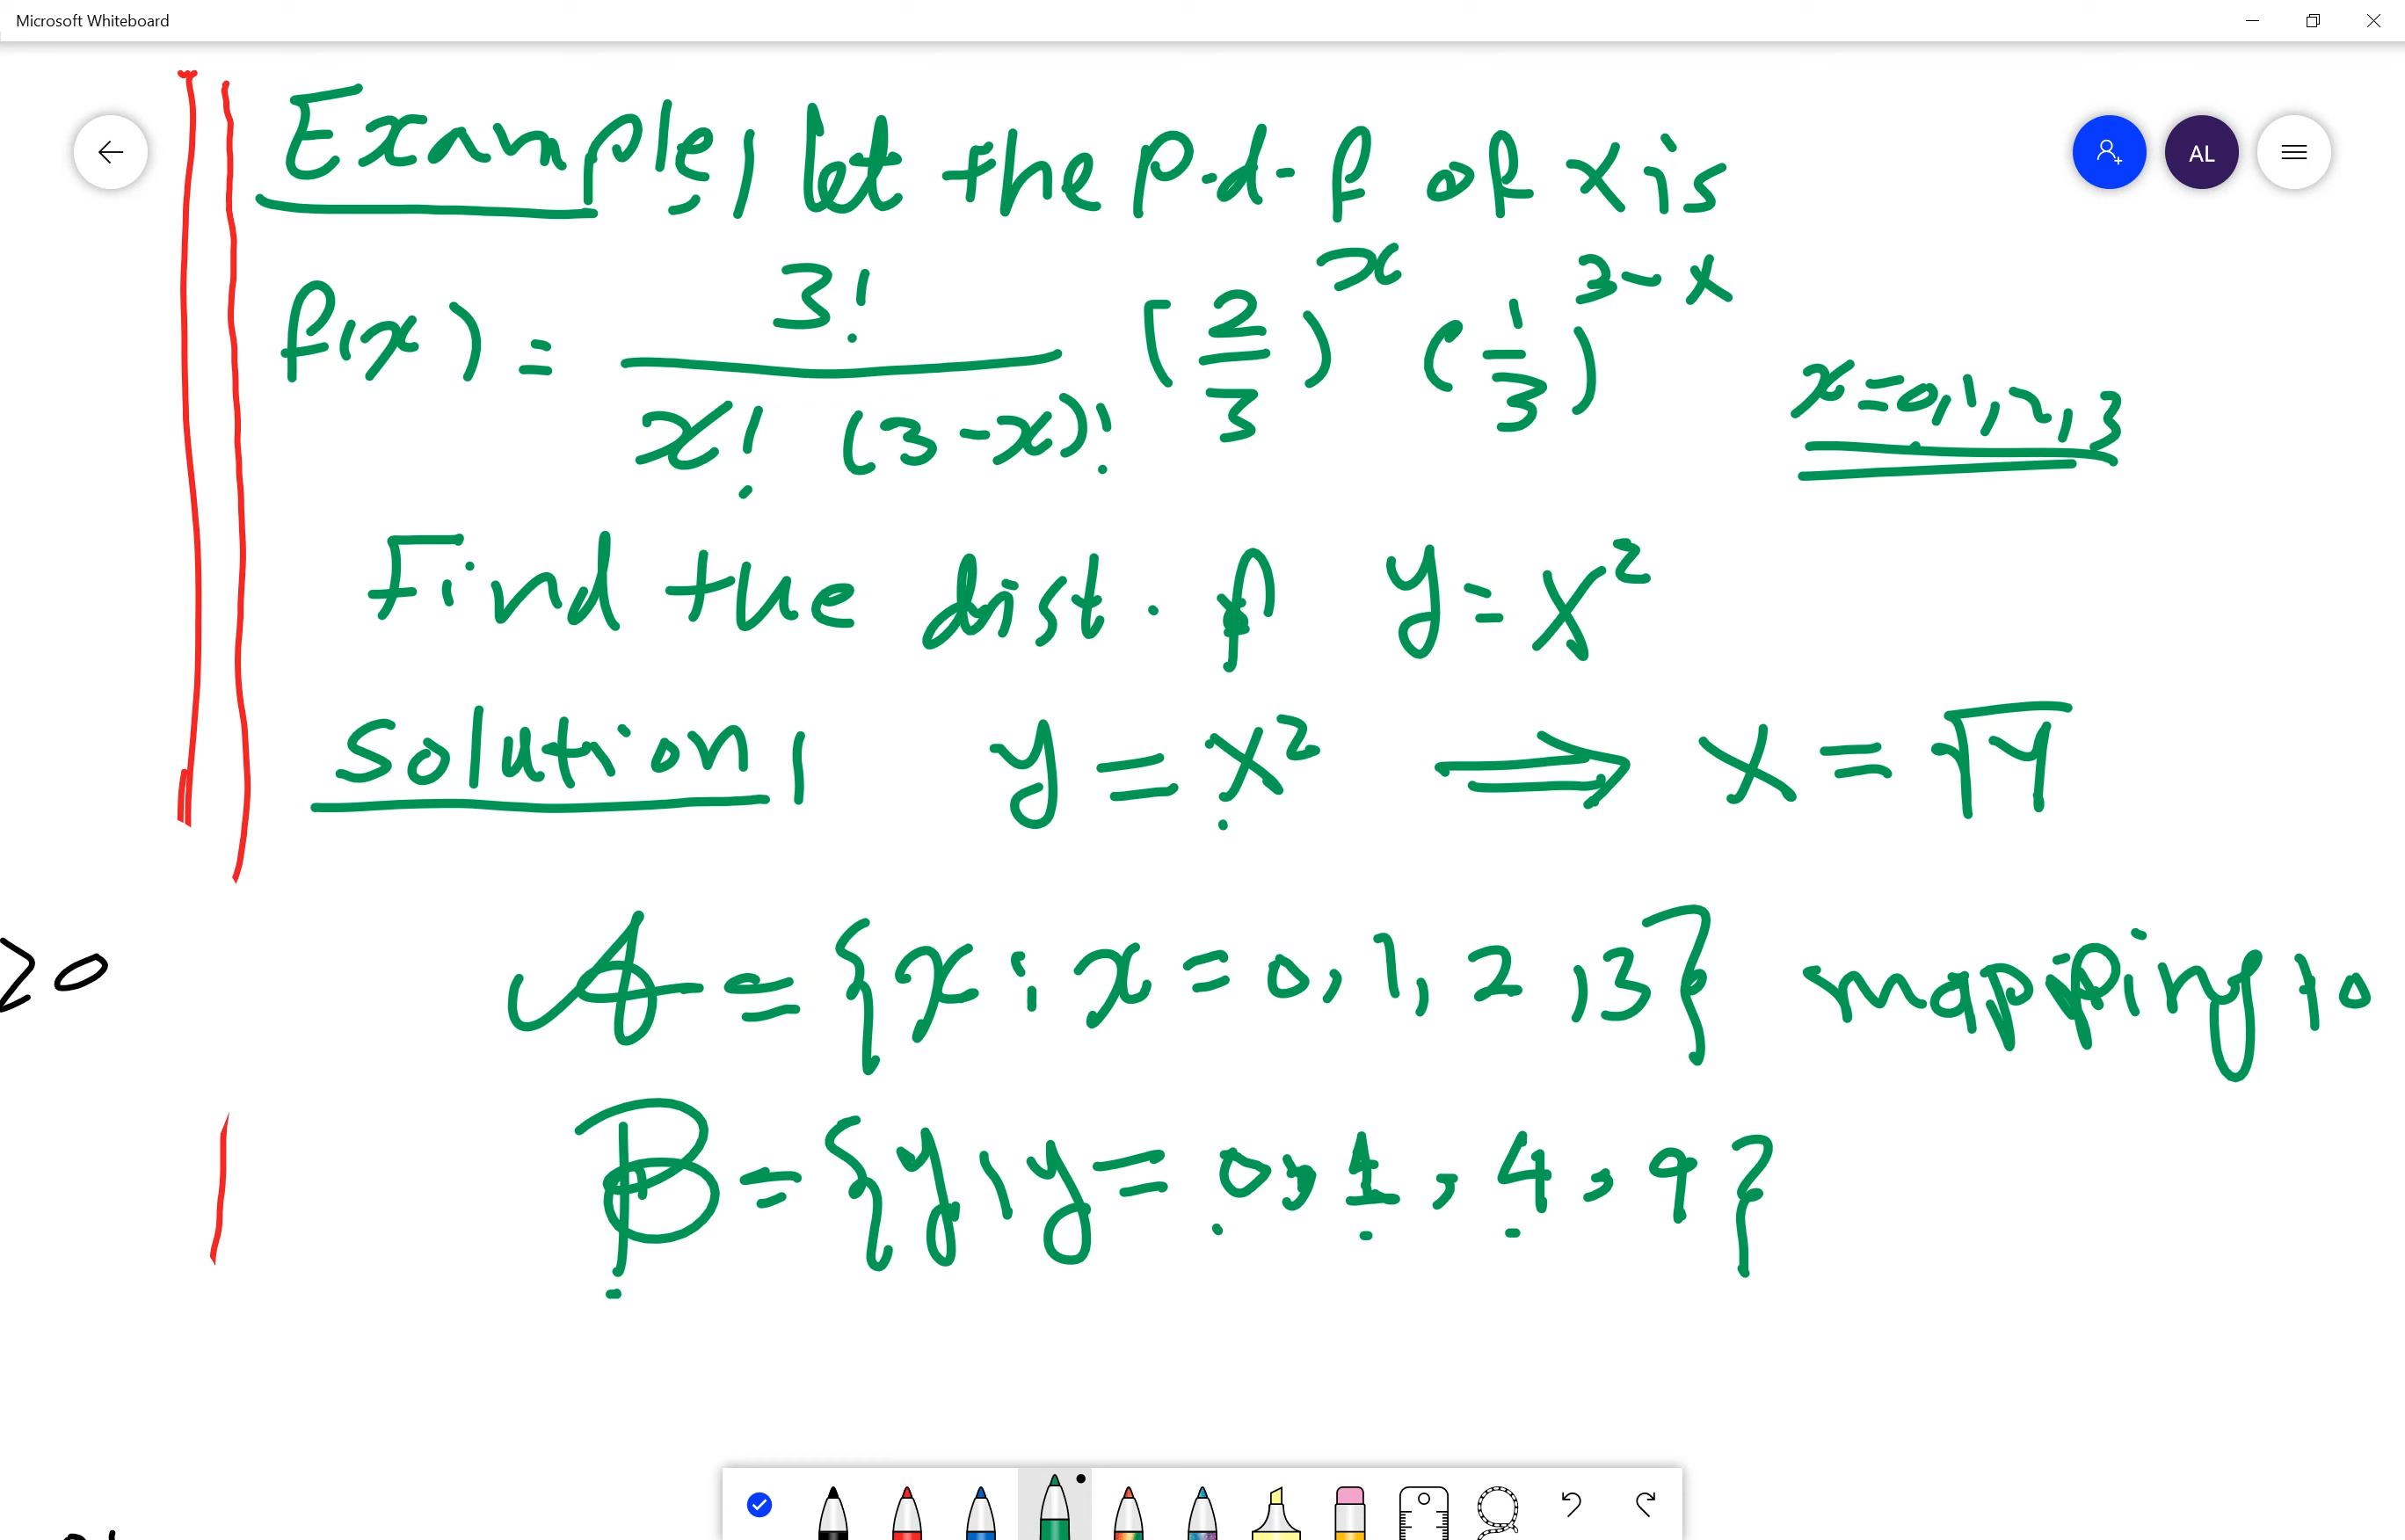 Microsoft Whiteboard
AL
Example, let the p.d.f of x is
f(x) = 3! / x! (3-x)! (2/3)^x (1/3)^3-x x=0,1,2,3
Find the dist. of y=x²
solution y = x² ⟹ x = √y
A = {x : x = 0, 1, 2, 3} mapping to
B = {y, y = 0, 1, 4, 9}
≥0